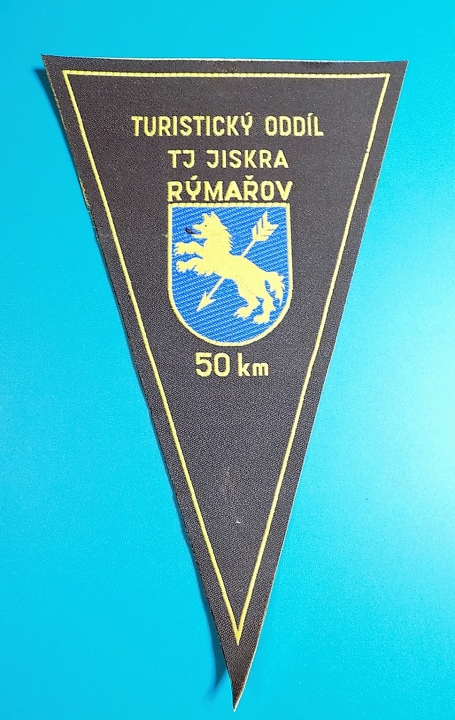 TURISTICKÝ ODDÍL
TJ JISKRA
RÝMAŘOV
50 km